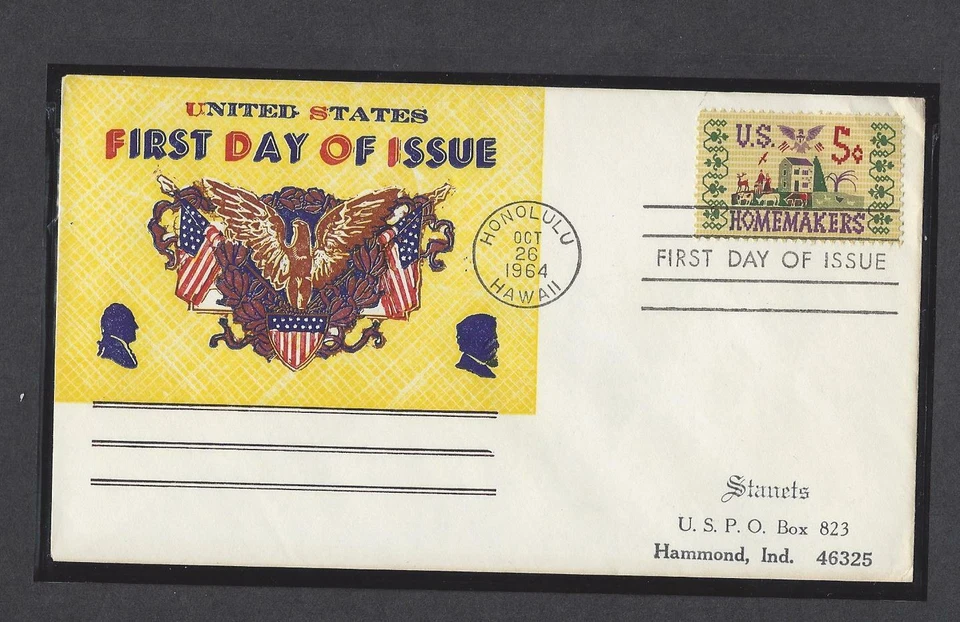 UNITED STATES
FIRST DAY OF ISSUE
U.S. 5¢
HOMEMAKERS
HONOLULU
OCT
26
1964
HAWAII
FIRST DAY OF ISSUE
Stanets
U. S. P. O. Box 823
Hammond, Ind. 46325